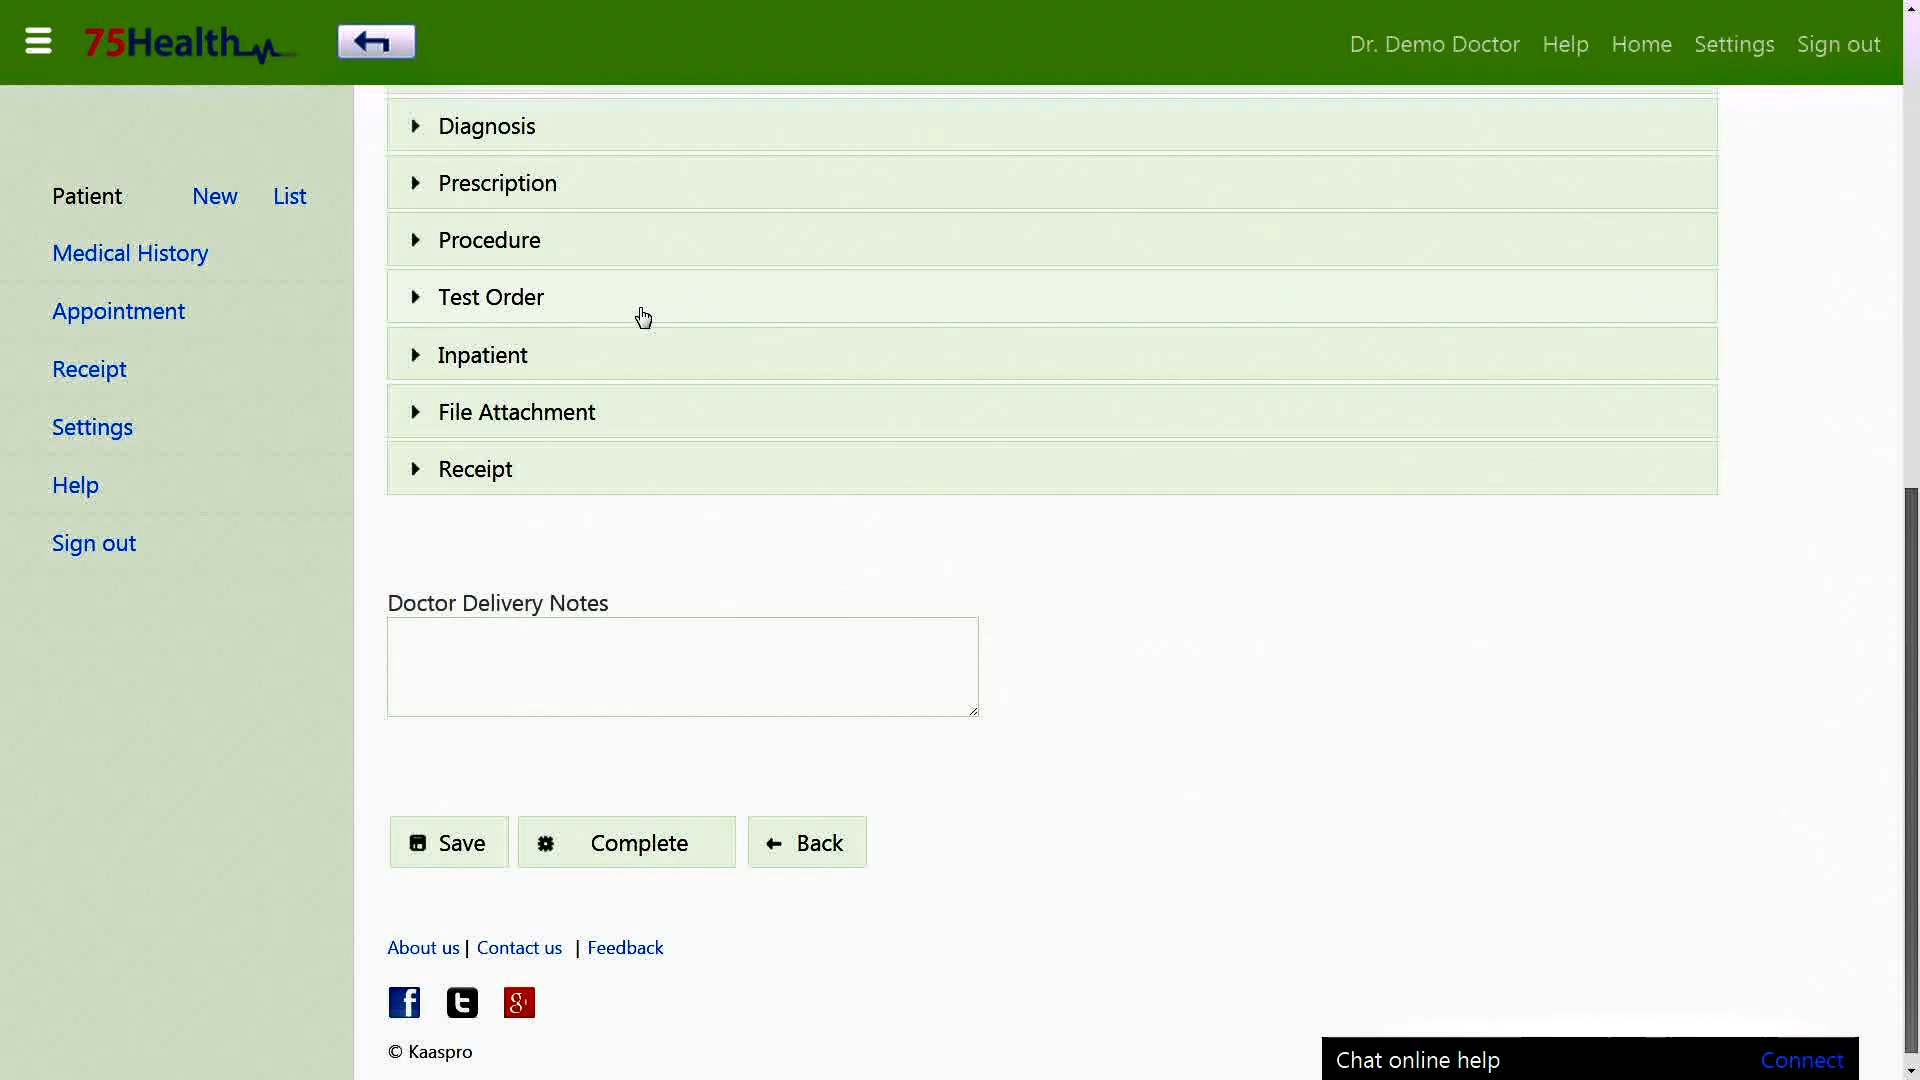 75Health
Dr. Demo Doctor Help Home Settings Sign out
Patient New List
Medical History
Appointment
Receipt
Settings
Help
Sign out
Diagnosis
Prescription
Procedure
Test Order
Inpatient
File Attachment
Receipt
Doctor Delivery Notes
Save Complete Back
About us | Contact us | Feedback
f t g+
© Kaaspro
Chat online help Connect